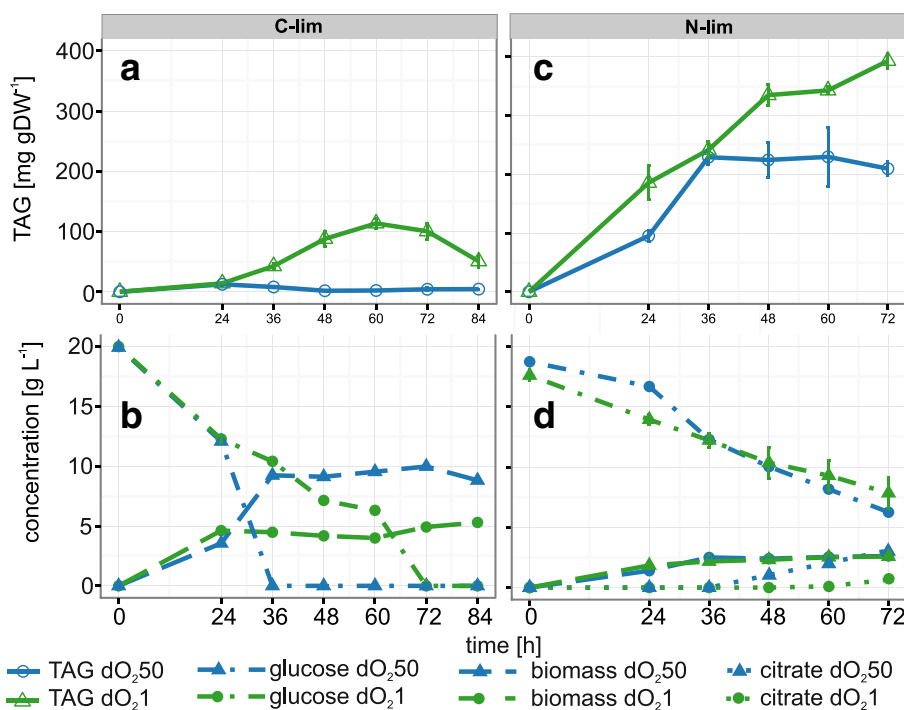 C-lim N-lim
a c
400
300
200
100
0
TAG [mg gDW⁻¹]
0 24 36 48 60 72 84 0 24 36 48 60 72
b d
20
15
10
5
0
concentration [g L⁻¹]
0 24 36 48 60 72 84 0 24 36 48 60 72
time [h]
TAG dO₂50 glucose dO₂50 biomass dO₂50 citrate dO₂50
TAG dO₂1 glucose dO₂1 biomass dO₂1 citrate dO₂1